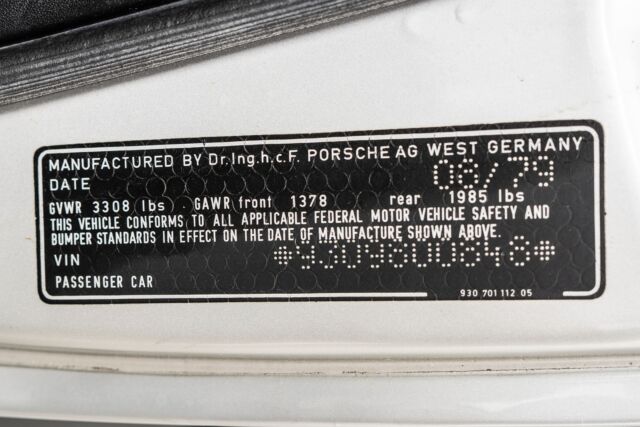 MANUFACTURED BY Dr.Ing.h.c.F. PORSCHE AG WEST GERMANY
DATE
GVWR 3308 lbs . GAWR front 1378 rear 1985 lbs
THIS VEHICLE CONFORMS TO ALL APPLICABLE FEDERAL MOTOR VEHICLE SAFETY AND
BUMPER STANDARDS IN EFFECT ON THE DATE OF MANUFACTURE SHOWN ABOVE.
VIN *9309800848*
PASSENGER CAR
930 701 112 05